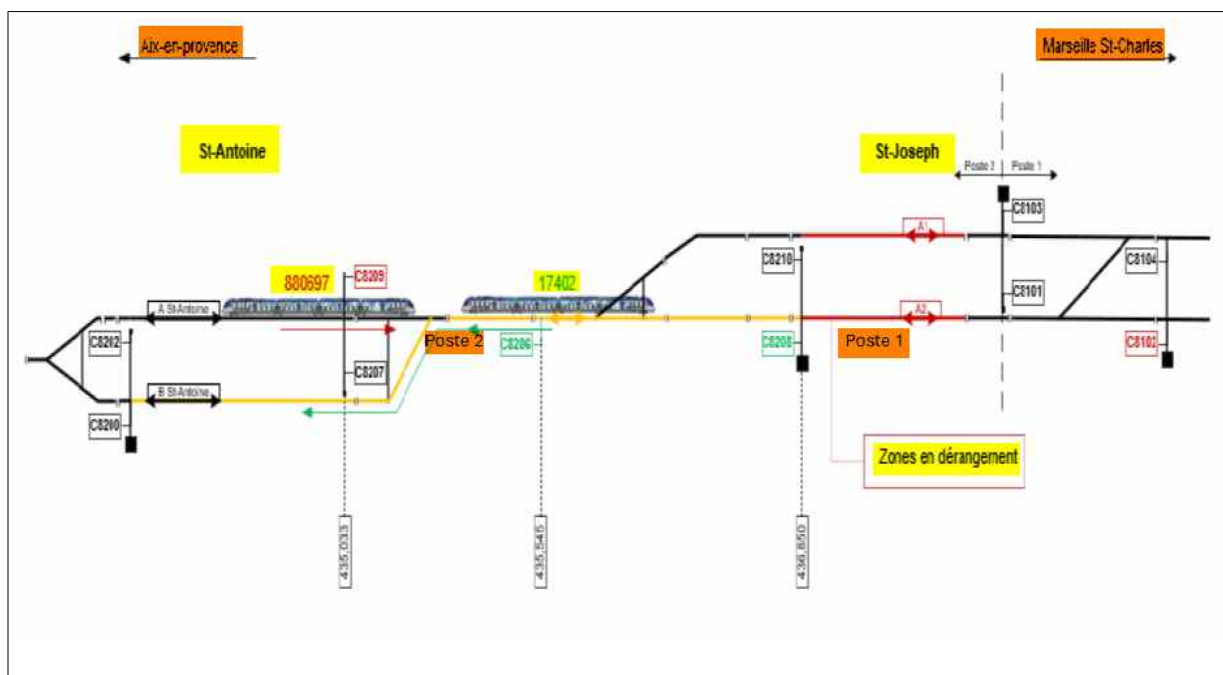 Aix-en-provence
Marseille St-Charles
St-Antoine
St-Joseph
Poste 2 Poste 1
C8103
A1
C8209
C8210
C8104
880697
17402
C8101
A St-Antoine
A2
C8202
Poste 2
C8206
C8208
Poste 1
C8102
C8207
B St-Antoine
C8200
Zones en dérangement
435,033
435,545
436,850